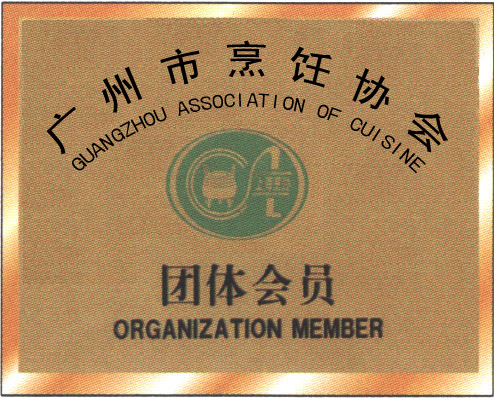 广州市烹饪协会
GUANGZHOU ASSOCIATION OF CUISINE
团体会员
ORGANIZATION MEMBER